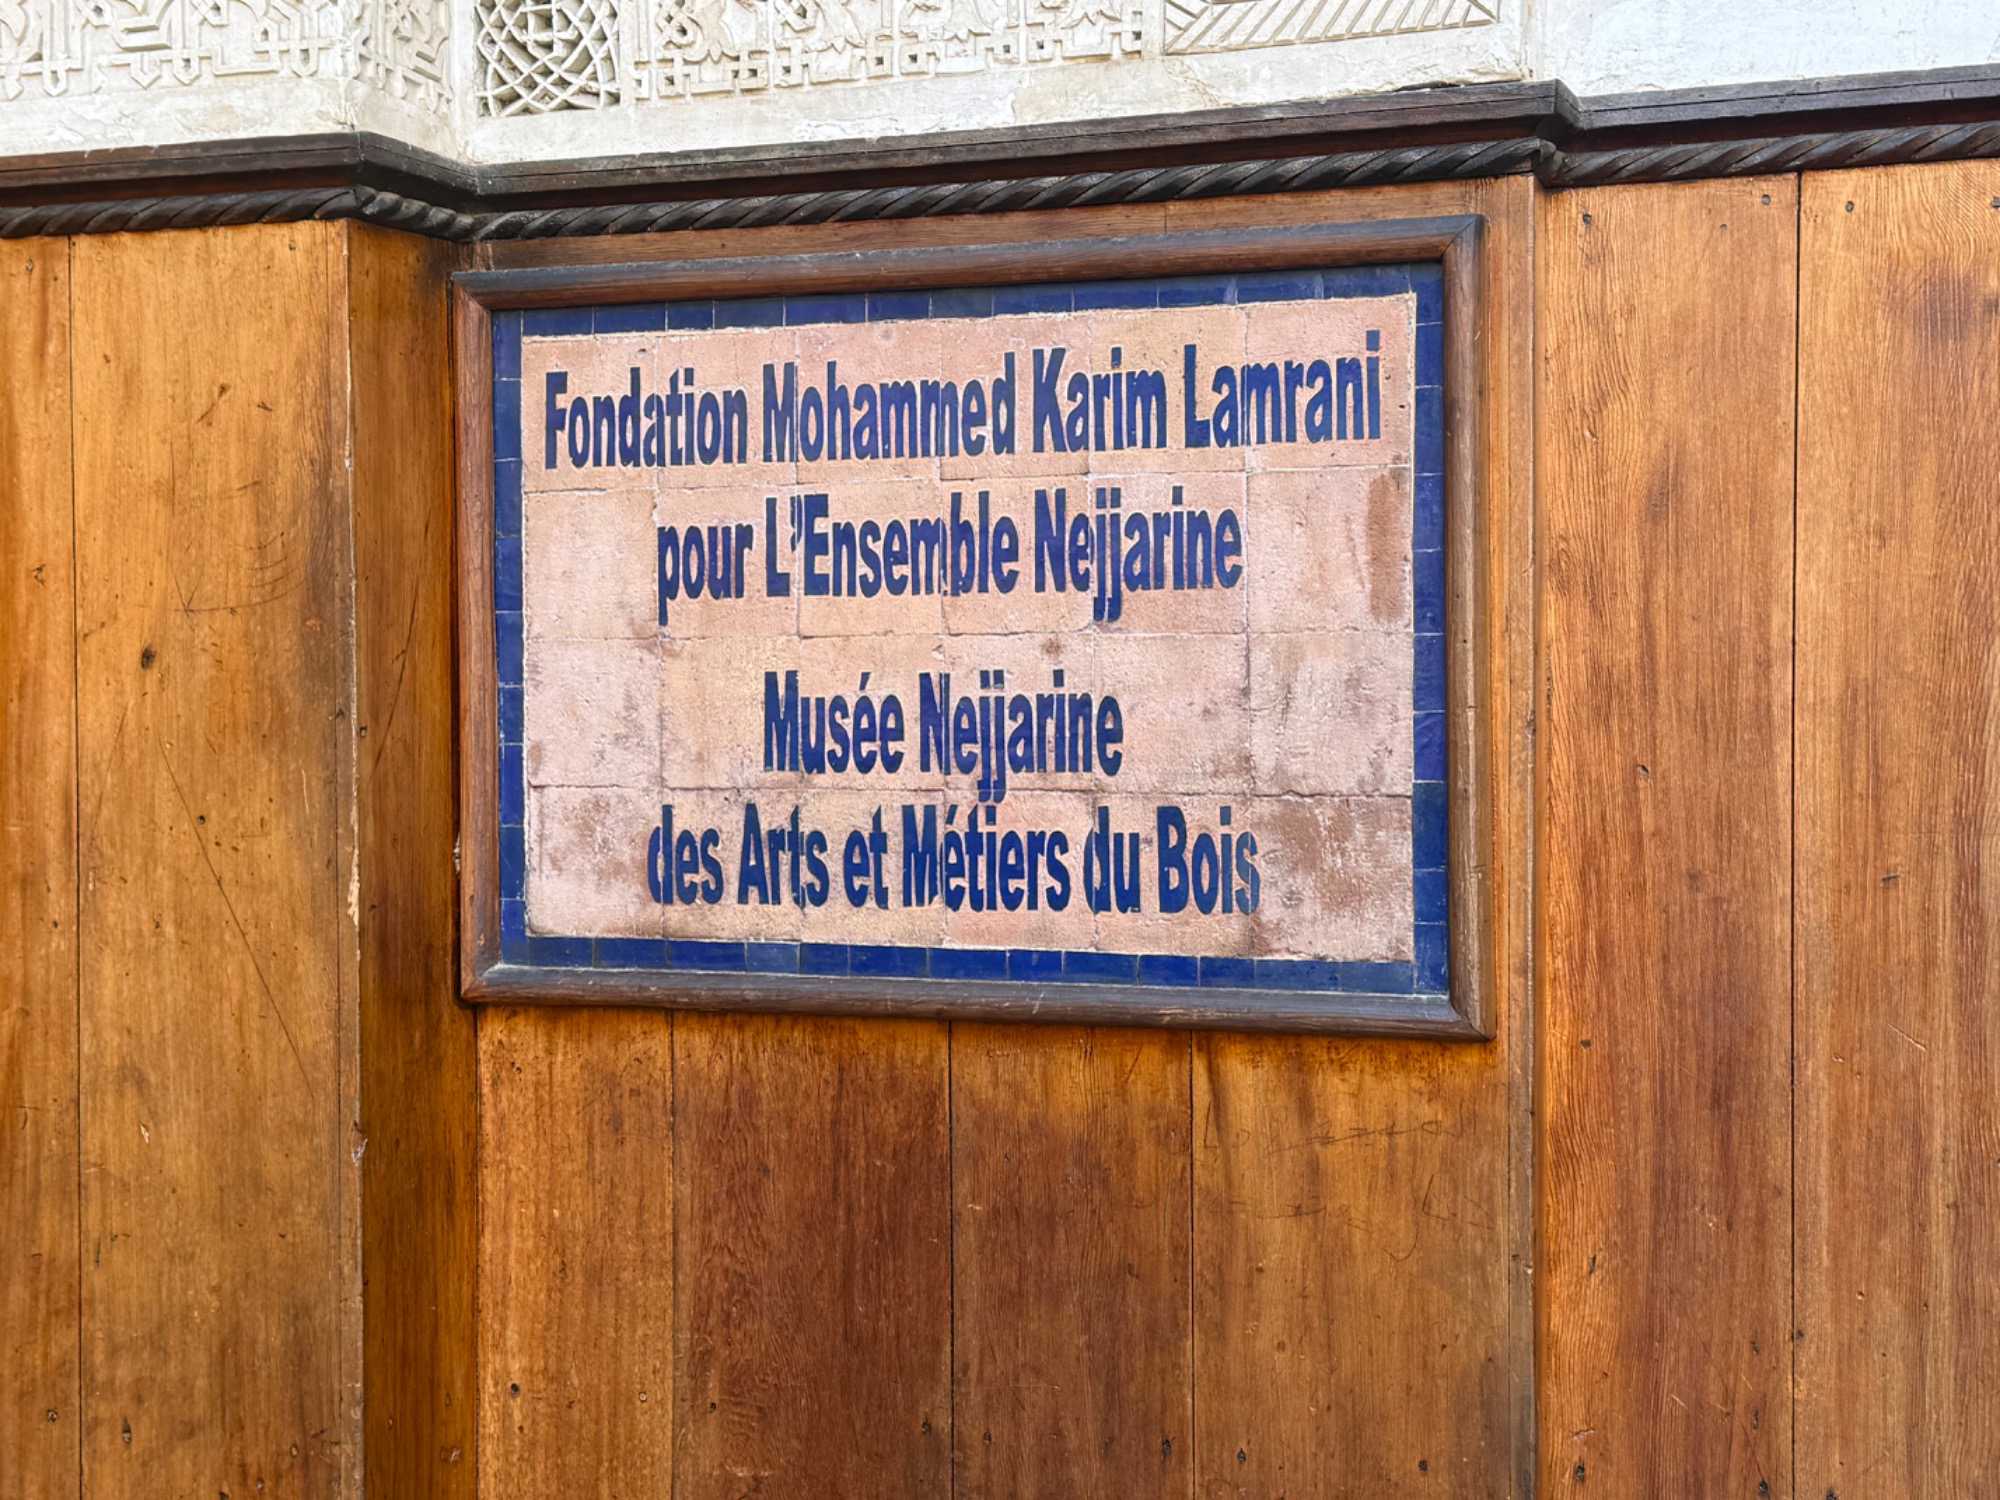 Fondation Mohammed Karim Lamrani
pour L'Ensemble Nejjarine
Musée Nejjarine
des Arts et Métiers du Bois